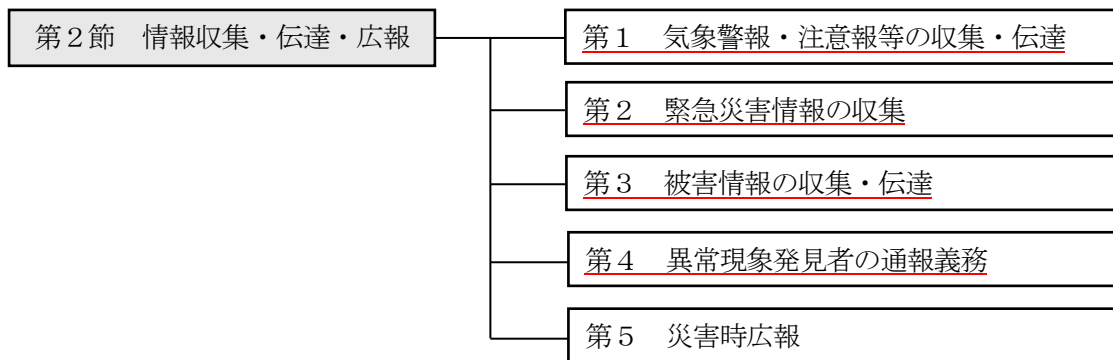 第２節　情報収集・伝達・広報
第１　気象警報・注意報等の収集・伝達
第２　緊急災害情報の収集
第３　被害情報の収集・伝達
第４　異常現象発見者の通報義務
第５　災害時広報